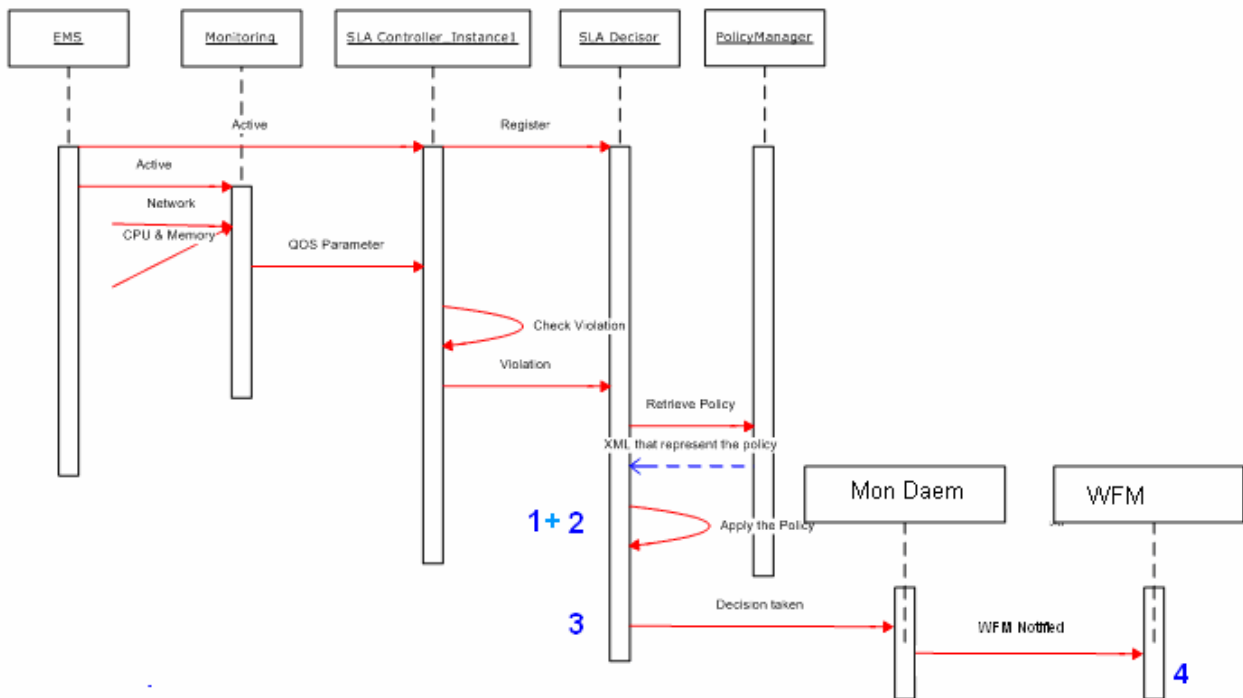 EMS
Monitoring
SLA Controller_Instance1
SLA Decisor
PolicyManager
Active
Register
Active
Network
CPU & Memory
QOS Parameter
Check Violation
Violation
Retrieve Policy
XML that represent the policy
Mon Daem
WFM
1+ 2
Apply the Policy
3
Decision taken
WFM Notified
4